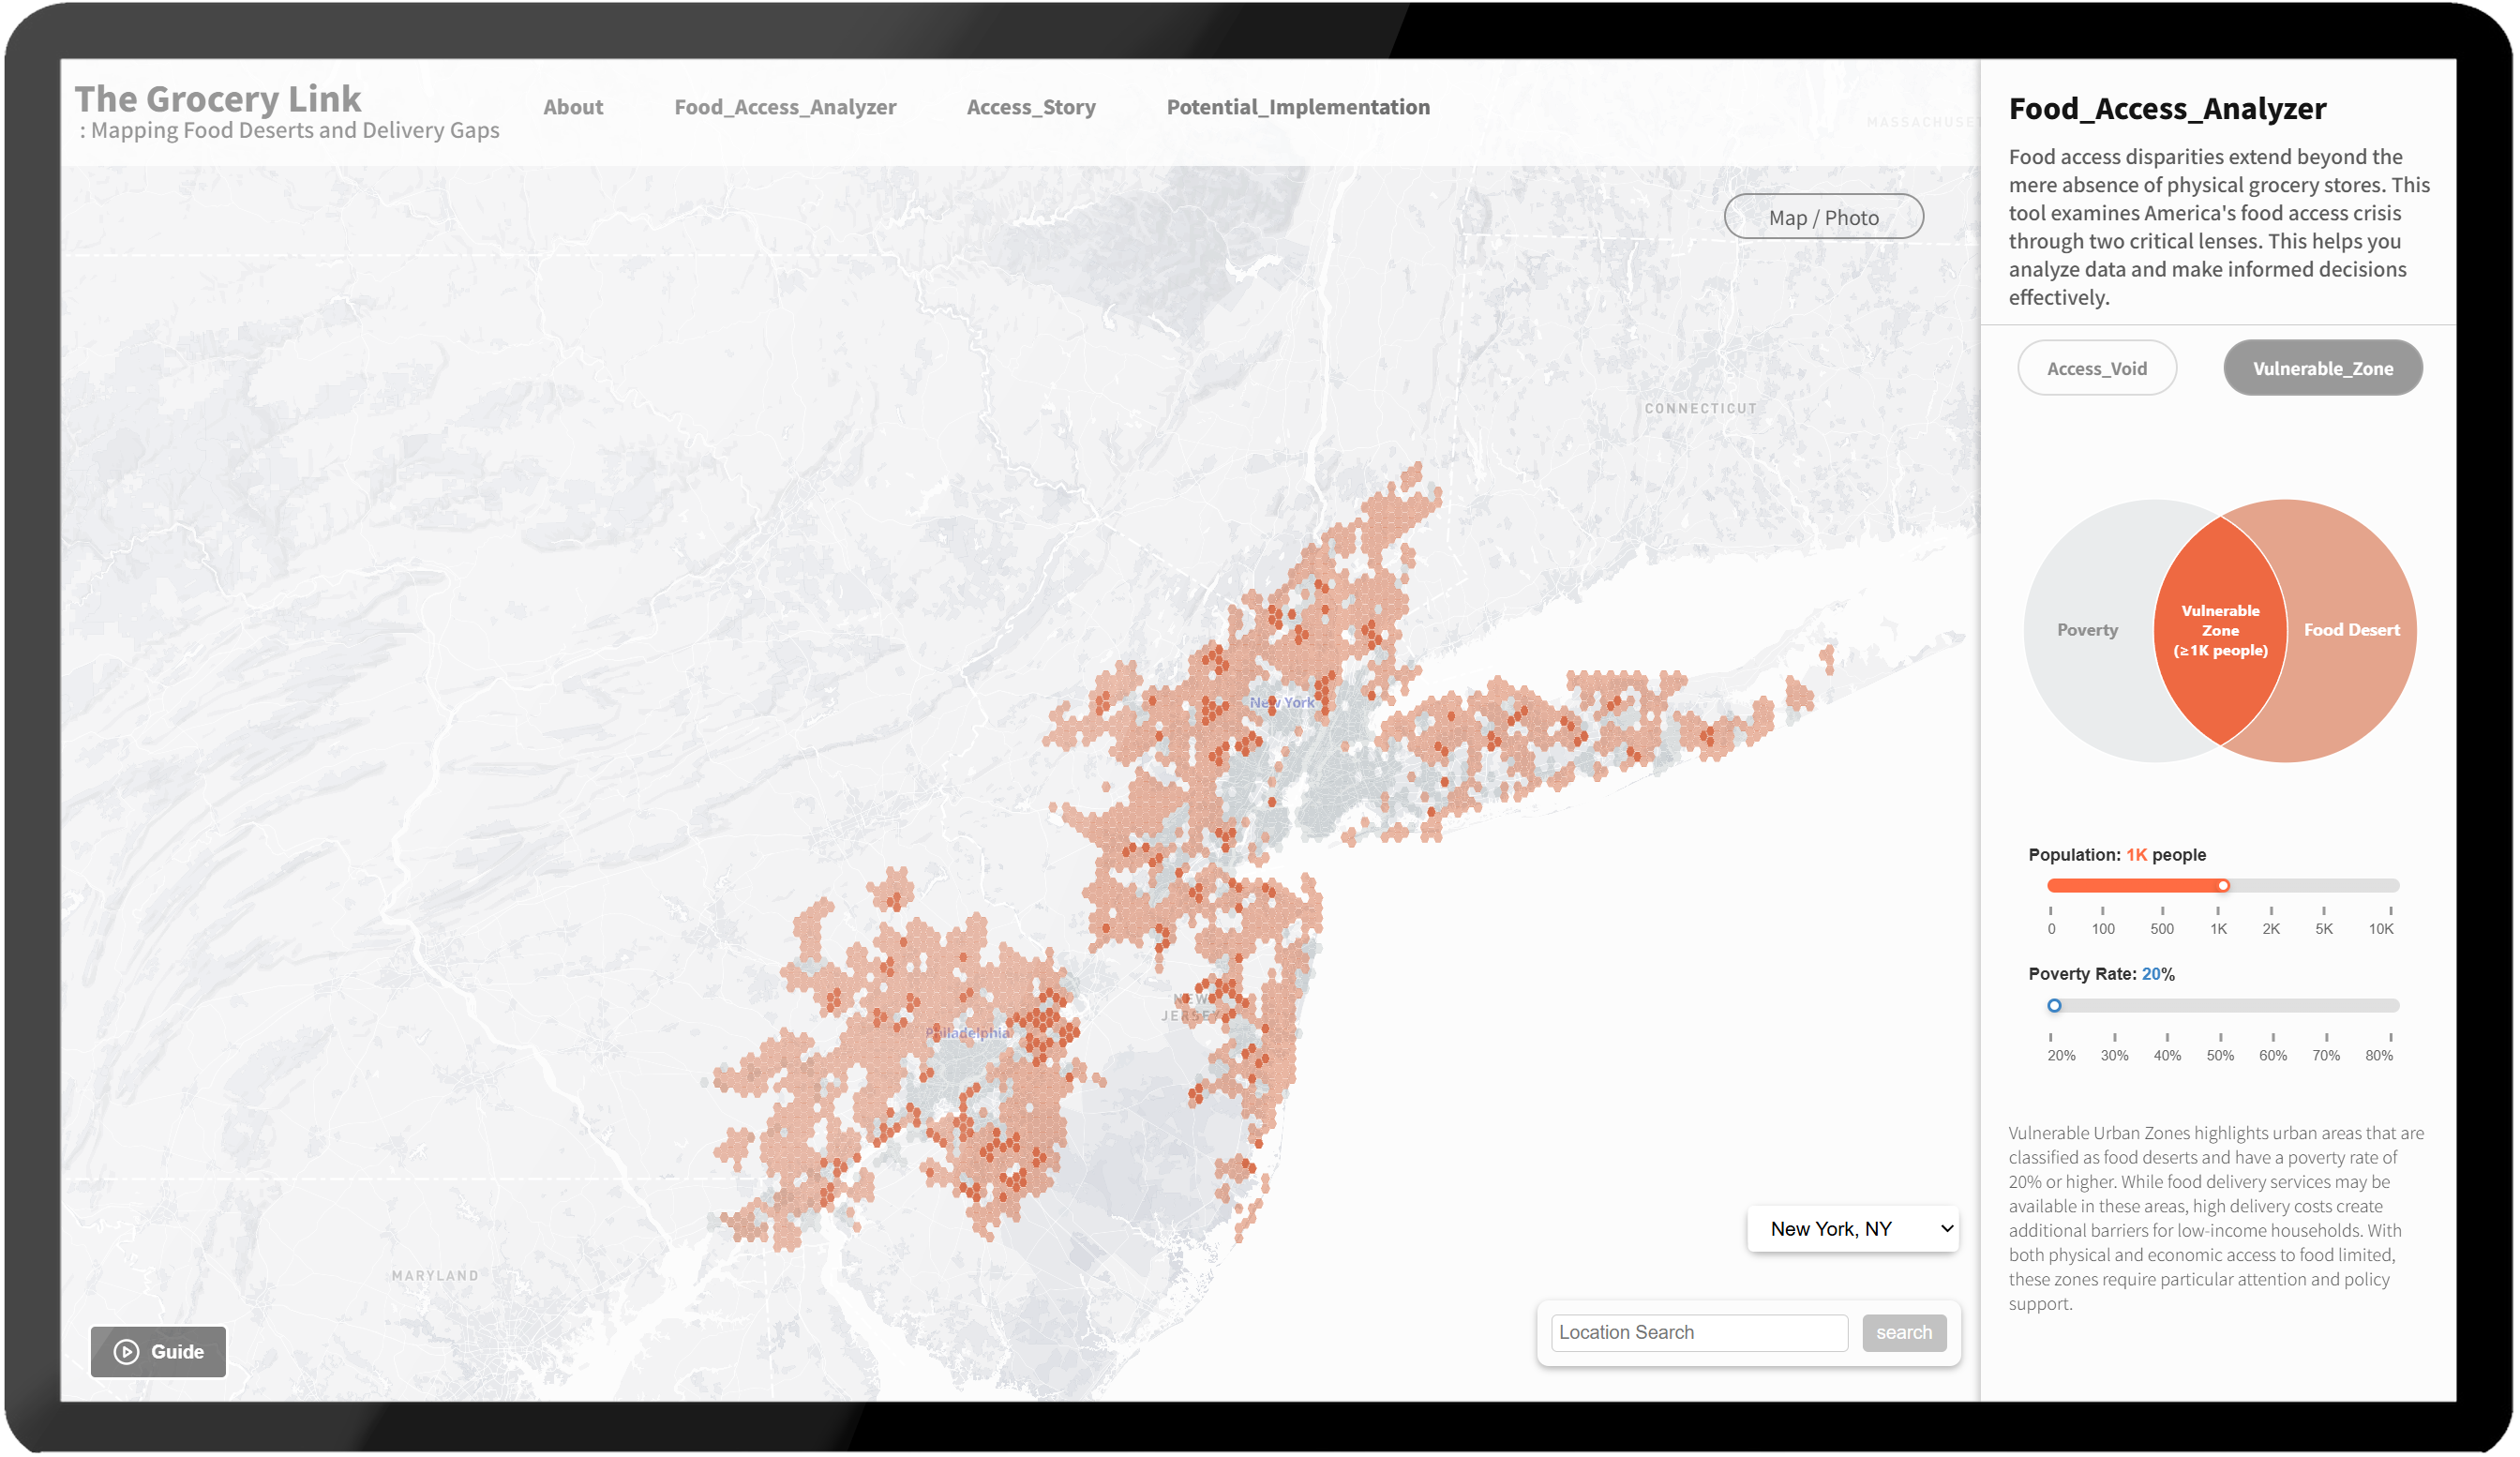 The Grocery Link
: Mapping Food Deserts and Delivery Gaps
About
Food_Access_Analyzer
Access_Story
Potential_Implementation
Map / Photo
CONNECTICUT
New York
Philadelphia
NEW
JERSEY
MARYLAND
New York, NY
Location Search
search
Guide
Food_Access_Analyzer
Food access disparities extend beyond the
mere absence of physical grocery stores. This
tool examines America's food access crisis
through two critical lenses. This helps you
analyze data and make informed decisions
effectively.
Access_Void
Vulnerable_Zone
Poverty
Vulnerable
Zone
(≥1K people)
Food Desert
Population: 1K people
0 100 500 1K 2K 5K 10K
Poverty Rate: 20%
20% 30% 40% 50% 60% 70% 80%
Vulnerable Urban Zones highlights urban areas that are
classified as food deserts and have a poverty rate of
20% or higher. While food delivery services may be
available in these areas, high delivery costs create
additional barriers for low-income households. With
both physical and economic access to food limited,
these zones require particular attention and policy
support.